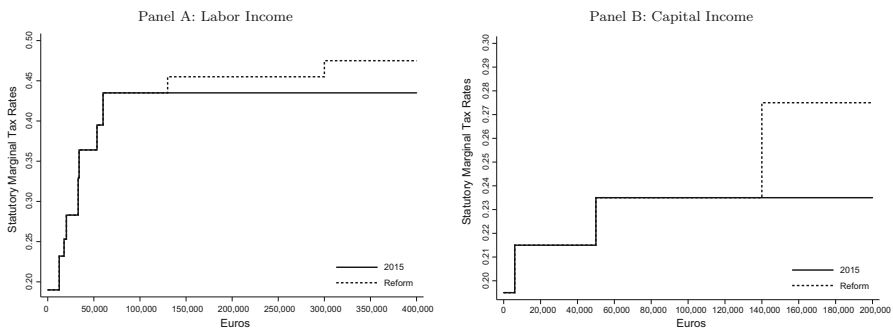 Panel A: Labor Income
Statutory Marginal Tax Rates
0.50
0.45
0.40
0.35
0.30
0.25
0.20
0 50,000 100,000 150,000 200,000 250,000 300,000 350,000 400,000
Euros
2015
Reform
Panel B: Capital Income
Statutory Marginal Tax Rates
0.30
0.29
0.28
0.27
0.26
0.25
0.24
0.23
0.22
0.21
0.20
0 20,000 40,000 60,000 80,000 100,000 120,000 140,000 160,000 180,000 200,000
Euros
2015
Reform